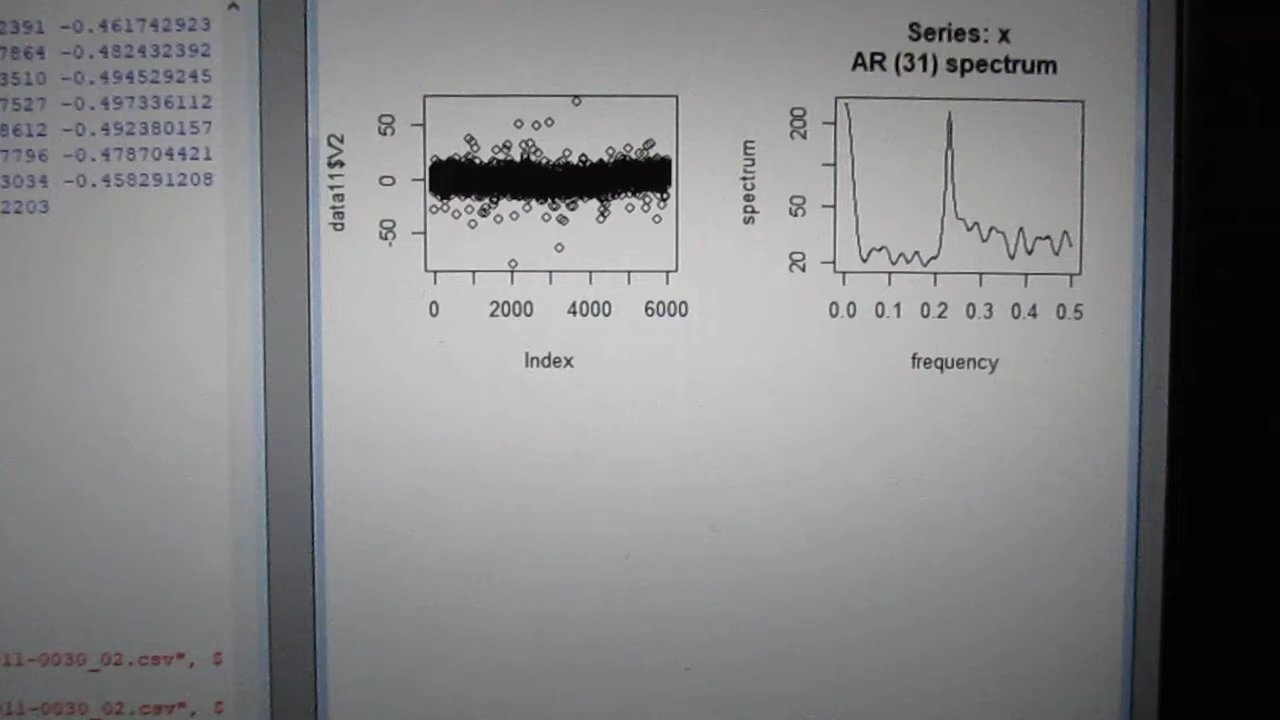 2391 -0.461742923
7864 -0.482432392
3510 -0.494529245
7527 -0.497336112
8612 -0.492380157
7796 -0.478704421
3034 -0.458291208
2203
11-0030_02.csv", $
011-0030_02.csv", $
data11$V2
50
0
-50
0 2000 4000 6000
Index
Series: x
AR (31) spectrum
spectrum
200
50
20
0.0 0.1 0.2 0.3 0.4 0.5
frequency